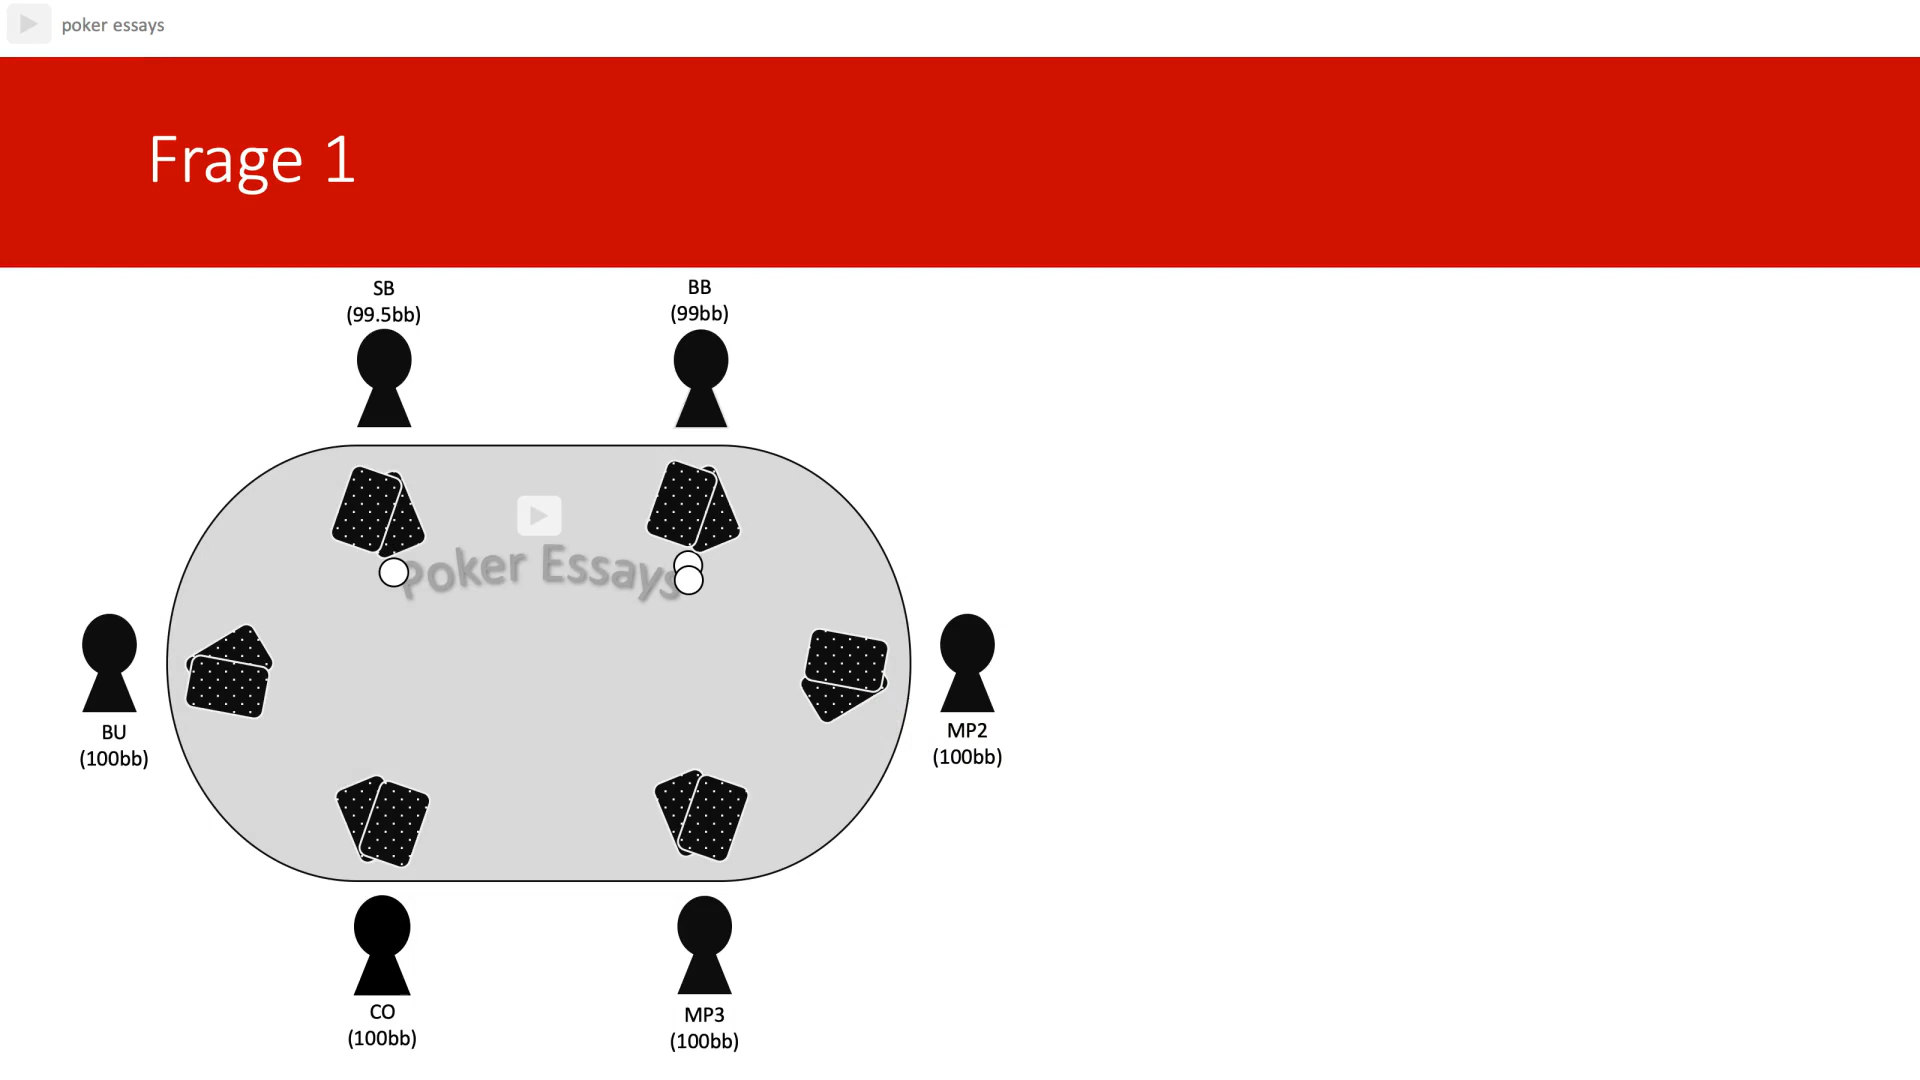 poker essays
Frage 1
SB
(99.5bb)
BB
(99bb)
Poker Essays
BU
(100bb)
MP2
(100bb)
CO
(100bb)
MP3
(100bb)